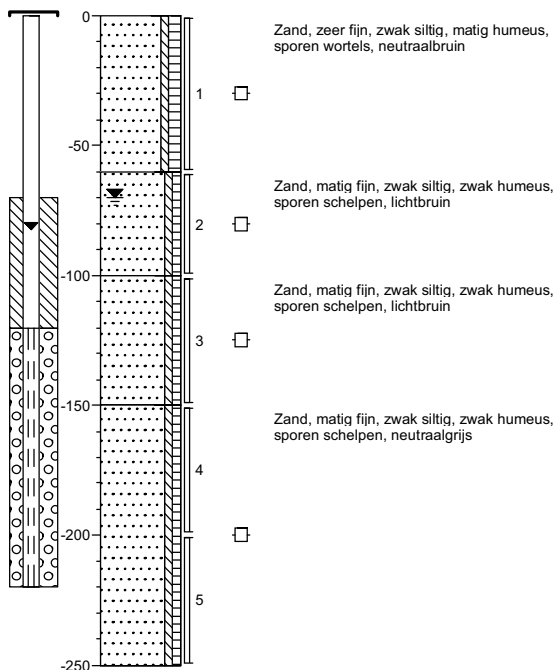 0
Zand, zeer fijn, zwak siltig, matig humeus,
sporen wortels, neutraalbruin
1
-50
Zand, matig fijn, zwak siltig, zwak humeus,
sporen schelpen, lichtbruin
2
-100
Zand, matig fijn, zwak siltig, zwak humeus,
sporen schelpen, lichtbruin
3
-150
Zand, matig fijn, zwak siltig, zwak humeus,
sporen schelpen, neutraalgrijs
4
-200
5
-250